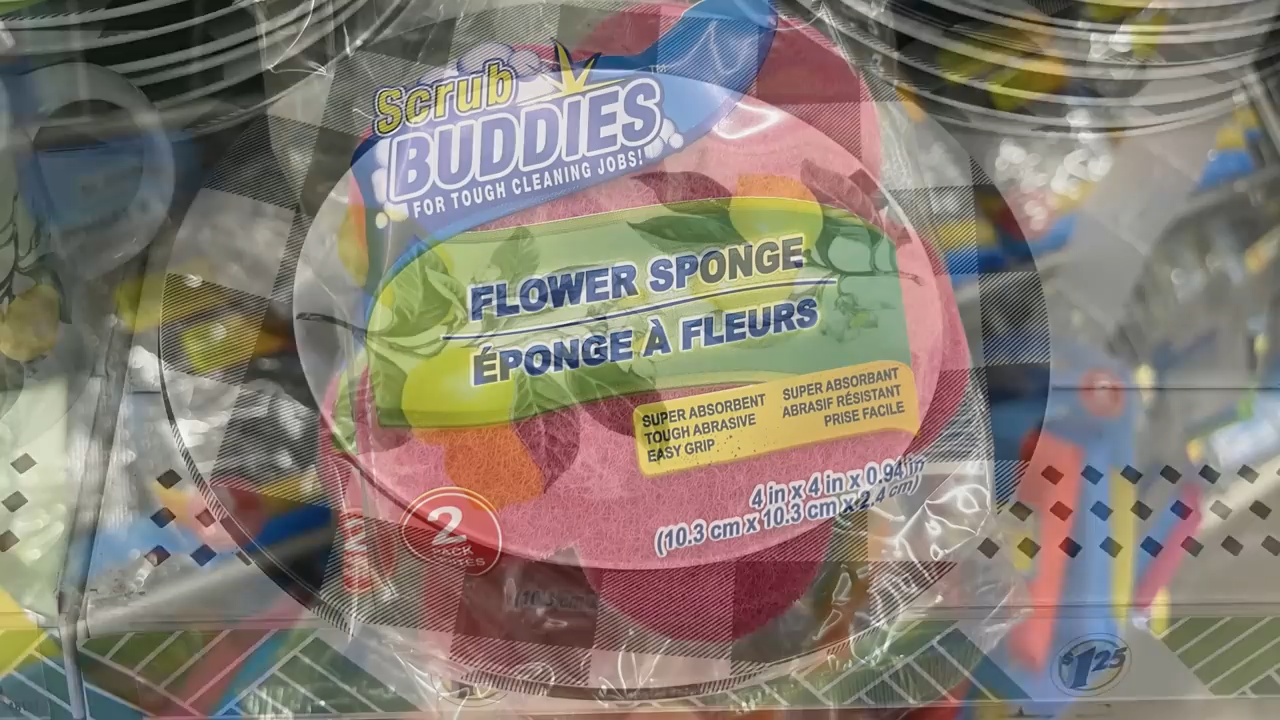 Scrub
BUDDIES™
FOR TOUGH CLEANING JOBS!
FLOWER SPONGE
ÉPONGE À FLEURS
SUPER ABSORBENT
TOUGH ABRASIVE
EASY GRIP
SUPER ABSORBANT
ABRASIF RÉSISTANT
PRISE FACILE
4 in x 4 in x 0.94 in
(10.3 cm x 10.3 cm x 2.4 cm)
2
PACK
$1.25